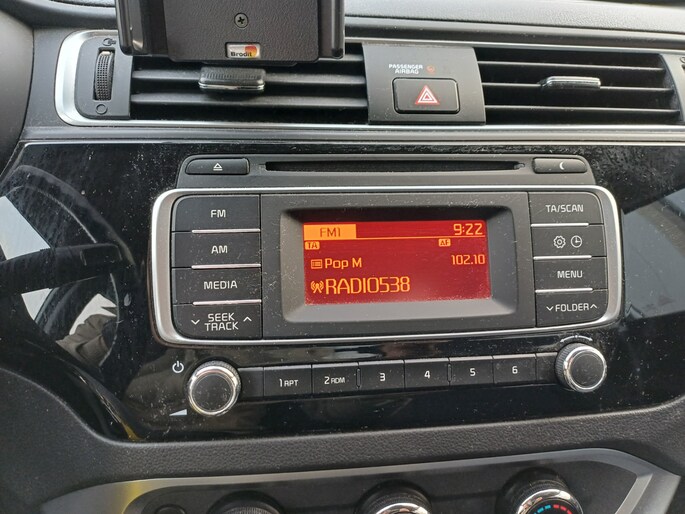 Brodit
PASSENGER
AIRBAG
FM
AM
MEDIA
SEEK
TRACK
FM1 9:22
TA AF
Pop M 102.10
RADIO538
TA/SCAN
MENU
FOLDER
1 RPT 2 RDM 3 4 5 6